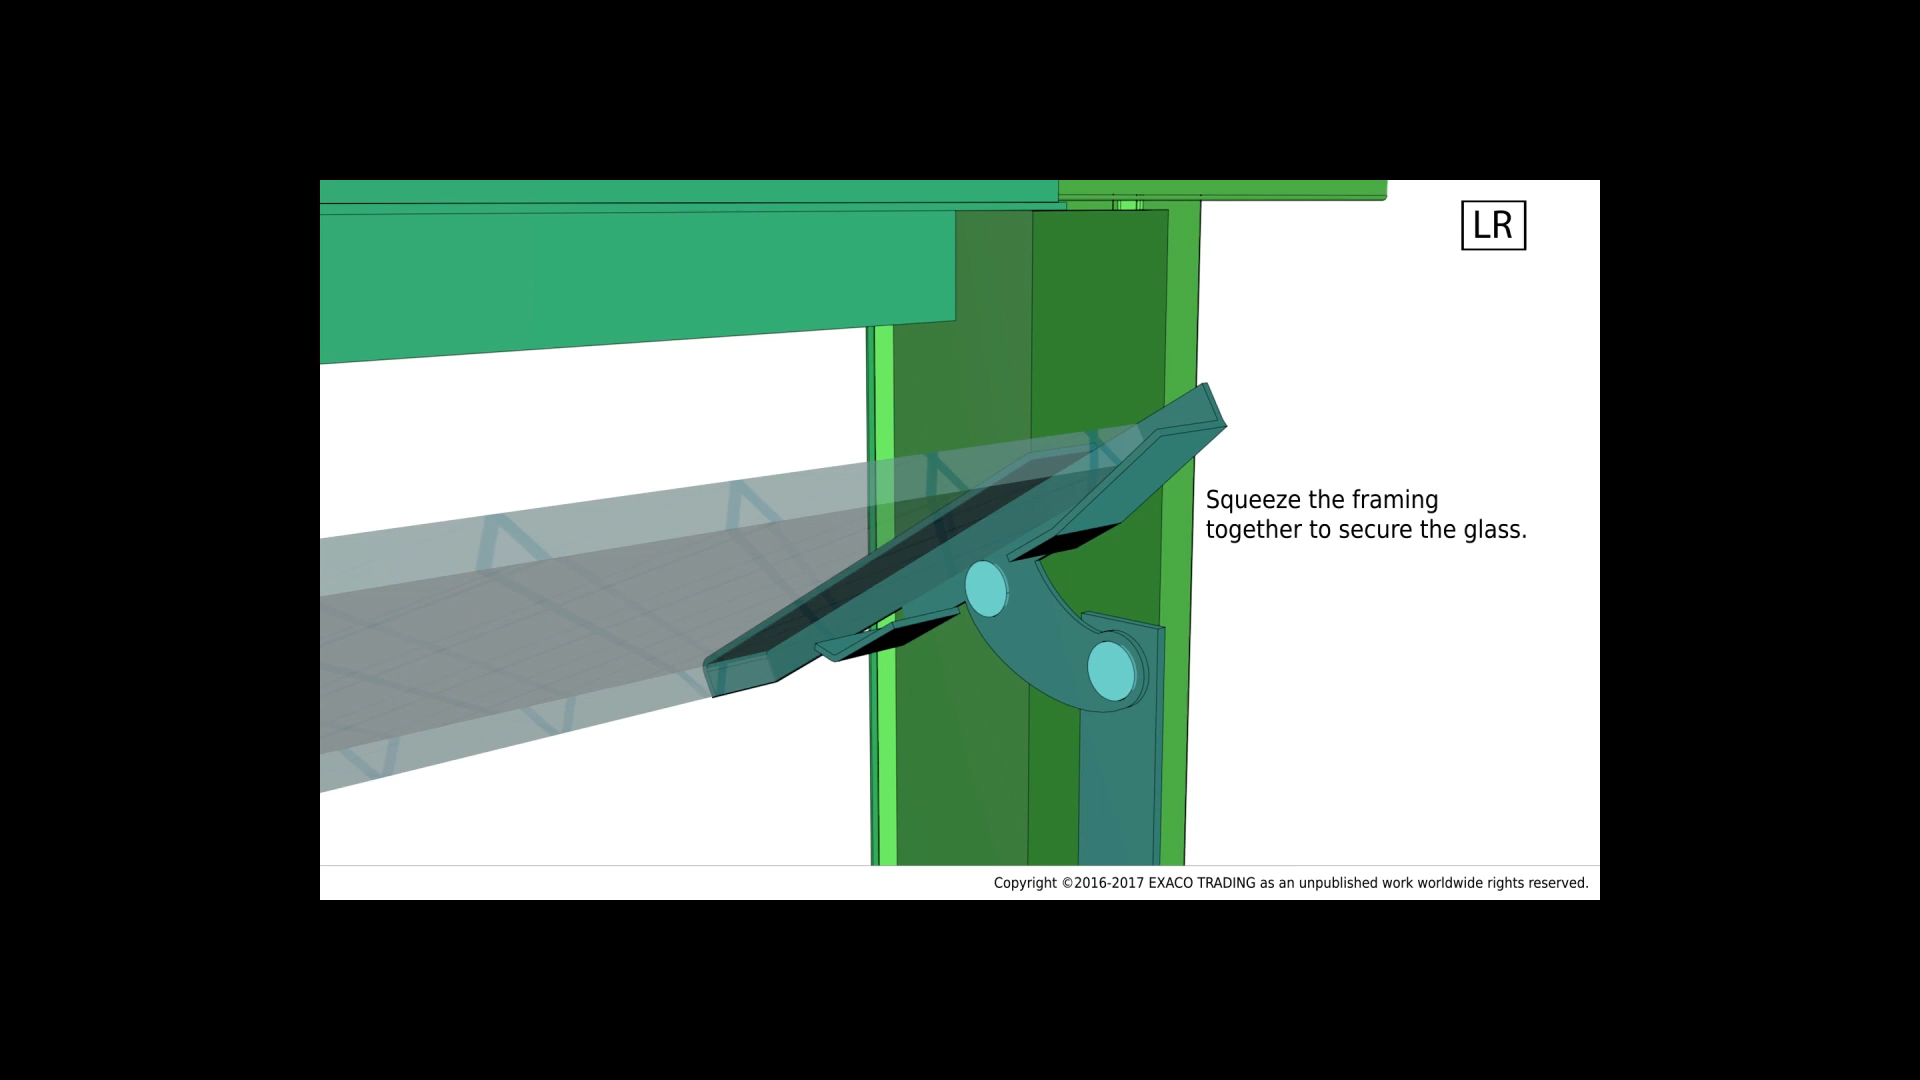 LR
Squeeze the framing
together to secure the glass.
Copyright ©2016-2017 EXACO TRADING as an unpublished work worldwide rights reserved.